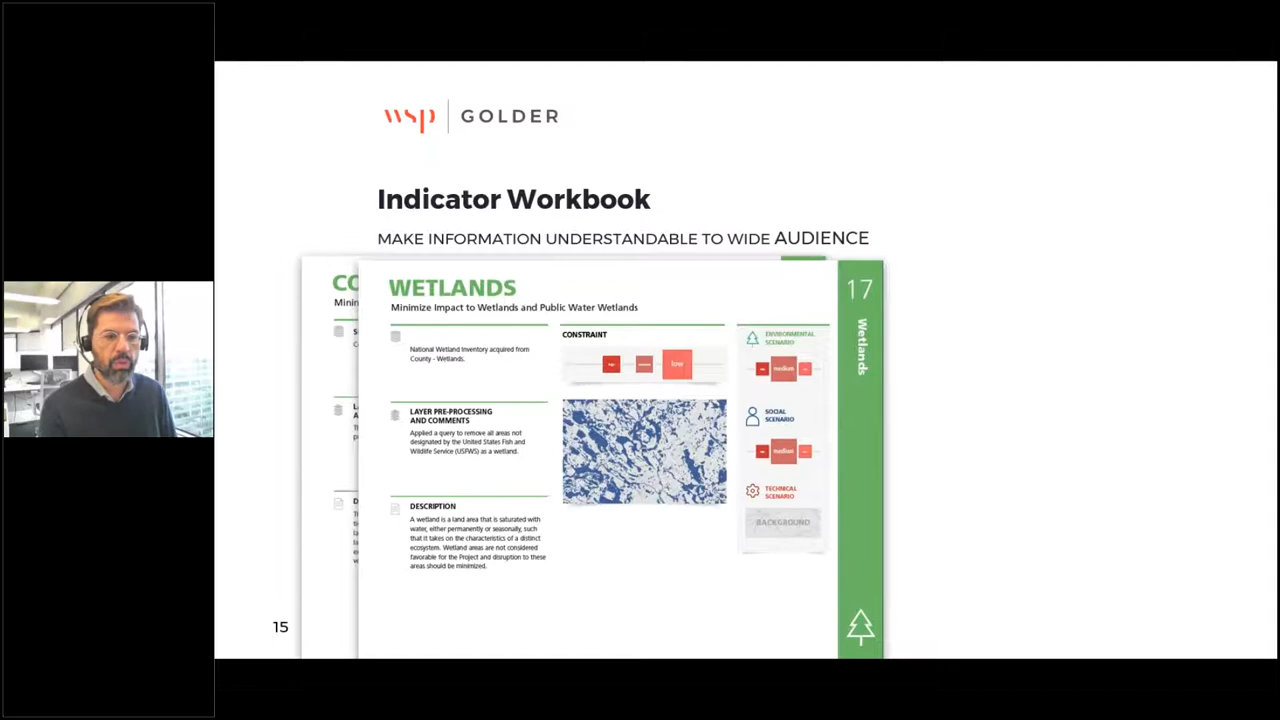 wsp | GOLDER
Indicator Workbook
MAKE INFORMATION UNDERSTANDABLE TO WIDE AUDIENCE
CO
Minin
WETLANDS
Minimize Impact to Wetlands and Public Water Wetlands
National Wetland Inventory acquired from
County - Wetlands.
LAYER PRE-PROCESSING
AND COMMENTS
Applied a query to remove all areas not
designated by the United States Fish and
Wildlife Service (USFWS) as a wetland.
DESCRIPTION
A wetland is a land area that is saturated with
water, either permanently or seasonally, such
that it takes on the characteristics of a distinct
ecosystem. Wetland areas are not considered
favorable for the Project and disruption to these
areas should be minimized.
CONSTRAINT
low
ENVIRONMENTAL
SCENARIO
medium
SOCIAL
SCENARIO
medium
TECHNICAL
SCENARIO
BACKGROUND
17
Wetlands
15